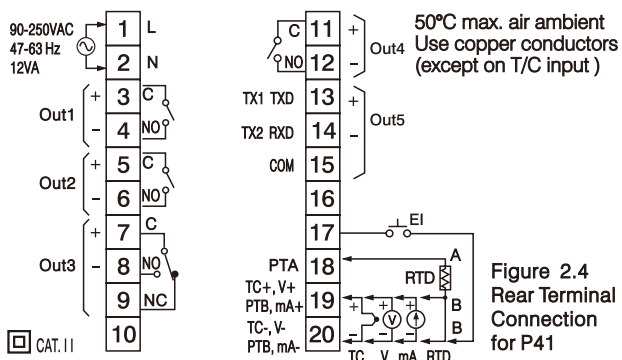 90-250VAC
47-63 Hz
12VA
1 L
2 N
Out1
+ 3 C
- 4 NO
Out2
+ 5 C
- 6 NO
Out3
+ 7 C
- 8 NO
9 NC
10
CAT. II
C 11 +
NO 12 -
Out4
TX1 TXD 13 +
TX2 RXD 14 -
Out5
COM 15
16
17 EI
PTA 18 A
RTD
TC+, V+
PTB, mA+ 19 + + + B
V
TC-, V-
PTB, mA- 20 - - - B
TC V mA RTD
50°C max. air ambient
Use copper conductors
(except on T/C input )
Figure 2.4
Rear Terminal
Connection
for P41